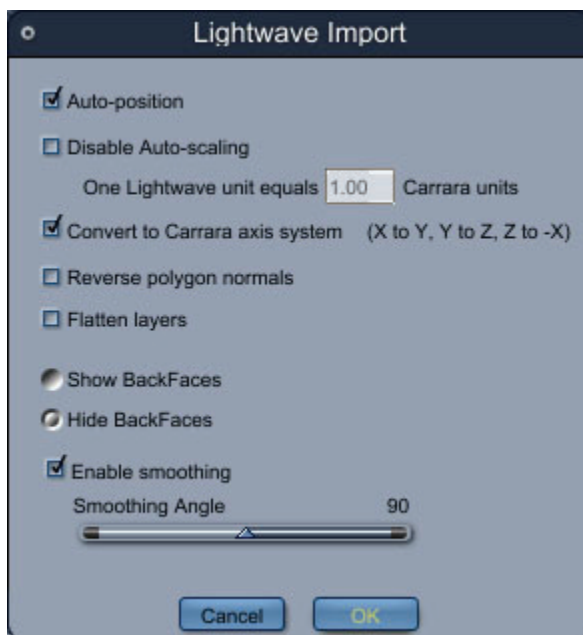 Lightwave Import
Auto-position
Disable Auto-scaling
One Lightwave unit equals 1.00 Carrara units
Convert to Carrara axis system (X to Y, Y to Z, Z to -X)
Reverse polygon normals
Flatten layers
Show BackFaces
Hide BackFaces
Enable smoothing
Smoothing Angle 90
Cancel OK